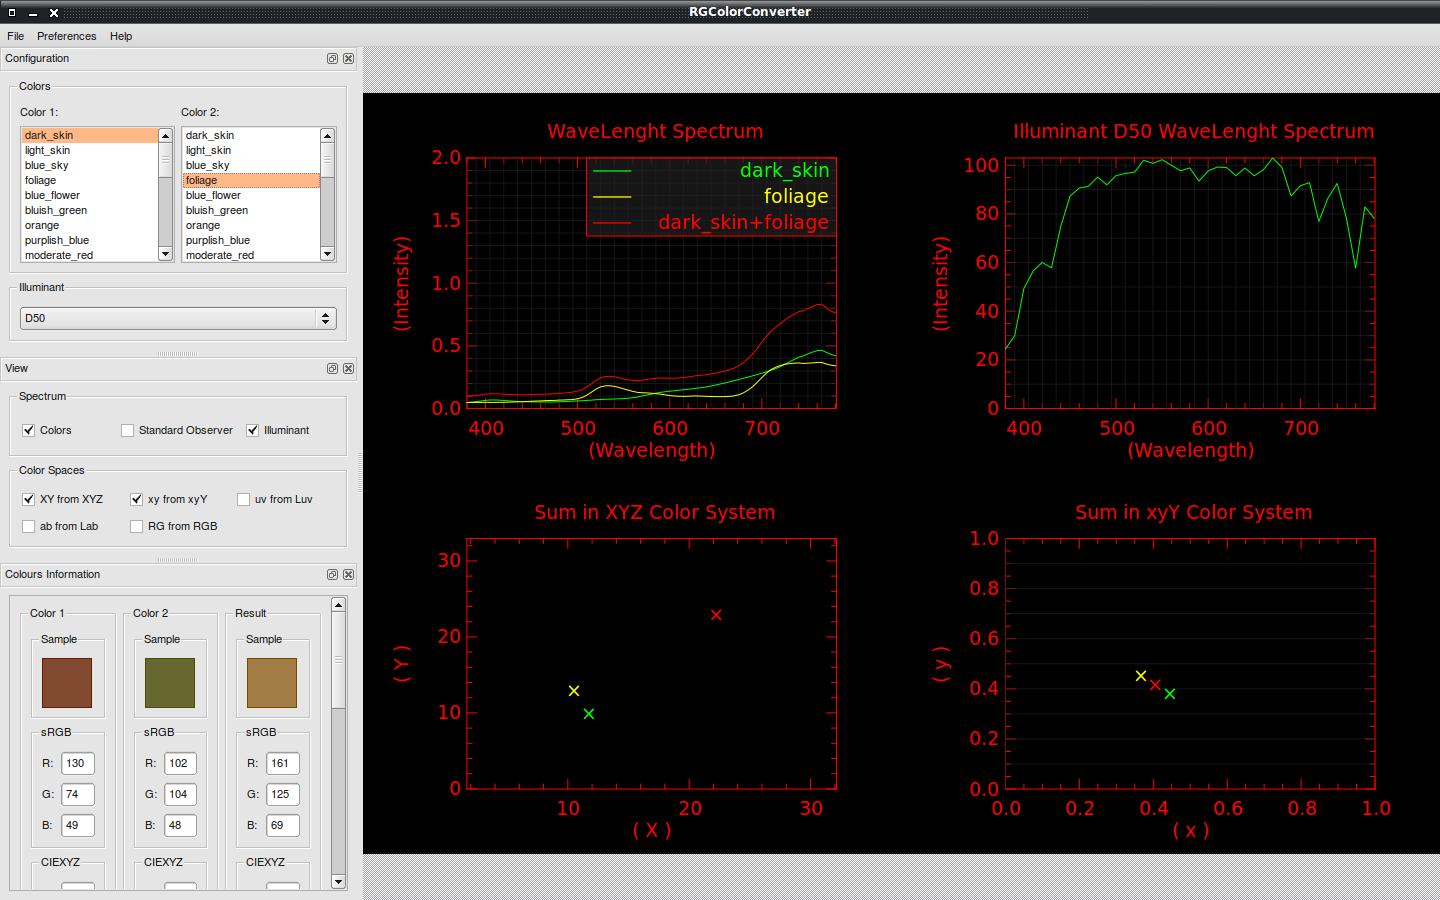 RGColorConverter
File Preferences Help
Configuration
Colors
Color 1: Color 2:
dark_skin dark_skin
light_skin light_skin
blue_sky blue_sky
foliage foliage
blue_flower blue_flower
bluish_green bluish_green
orange orange
purplish_blue purplish_blue
moderate_red moderate_red
Illuminant
D50
View
Spectrum
Colors Standard Observer Illuminant
Color Spaces
XY from XYZ xy from xyY uv from Luv
ab from Lab RG from RGB
Colours Information
Color 1 Color 2 Result
Sample Sample Sample
sRGB sRGB sRGB
R: 130 R: 102 R: 161
G: 74 G: 104 G: 125
B: 49 B: 48 B: 69
CIEXYZ CIEXYZ CIEXYZ
WaveLenght Spectrum
2.0
1.5
1.0
0.5
0.0
(Intensity)
dark_skin
foliage
dark_skin+foliage
400 500 600 700
(Wavelength)
Illuminant D50 WaveLenght Spectrum
100
80
60
40
20
0
(Intensity)
400 500 600 700
(Wavelength)
Sum in XYZ Color System
30
20
10
0
( Y )
10 20 30
( X )
Sum in xyY Color System
1.0
0.8
0.6
0.4
0.2
0.0
( y )
0.0 0.2 0.4 0.6 0.8 1.0
( x )